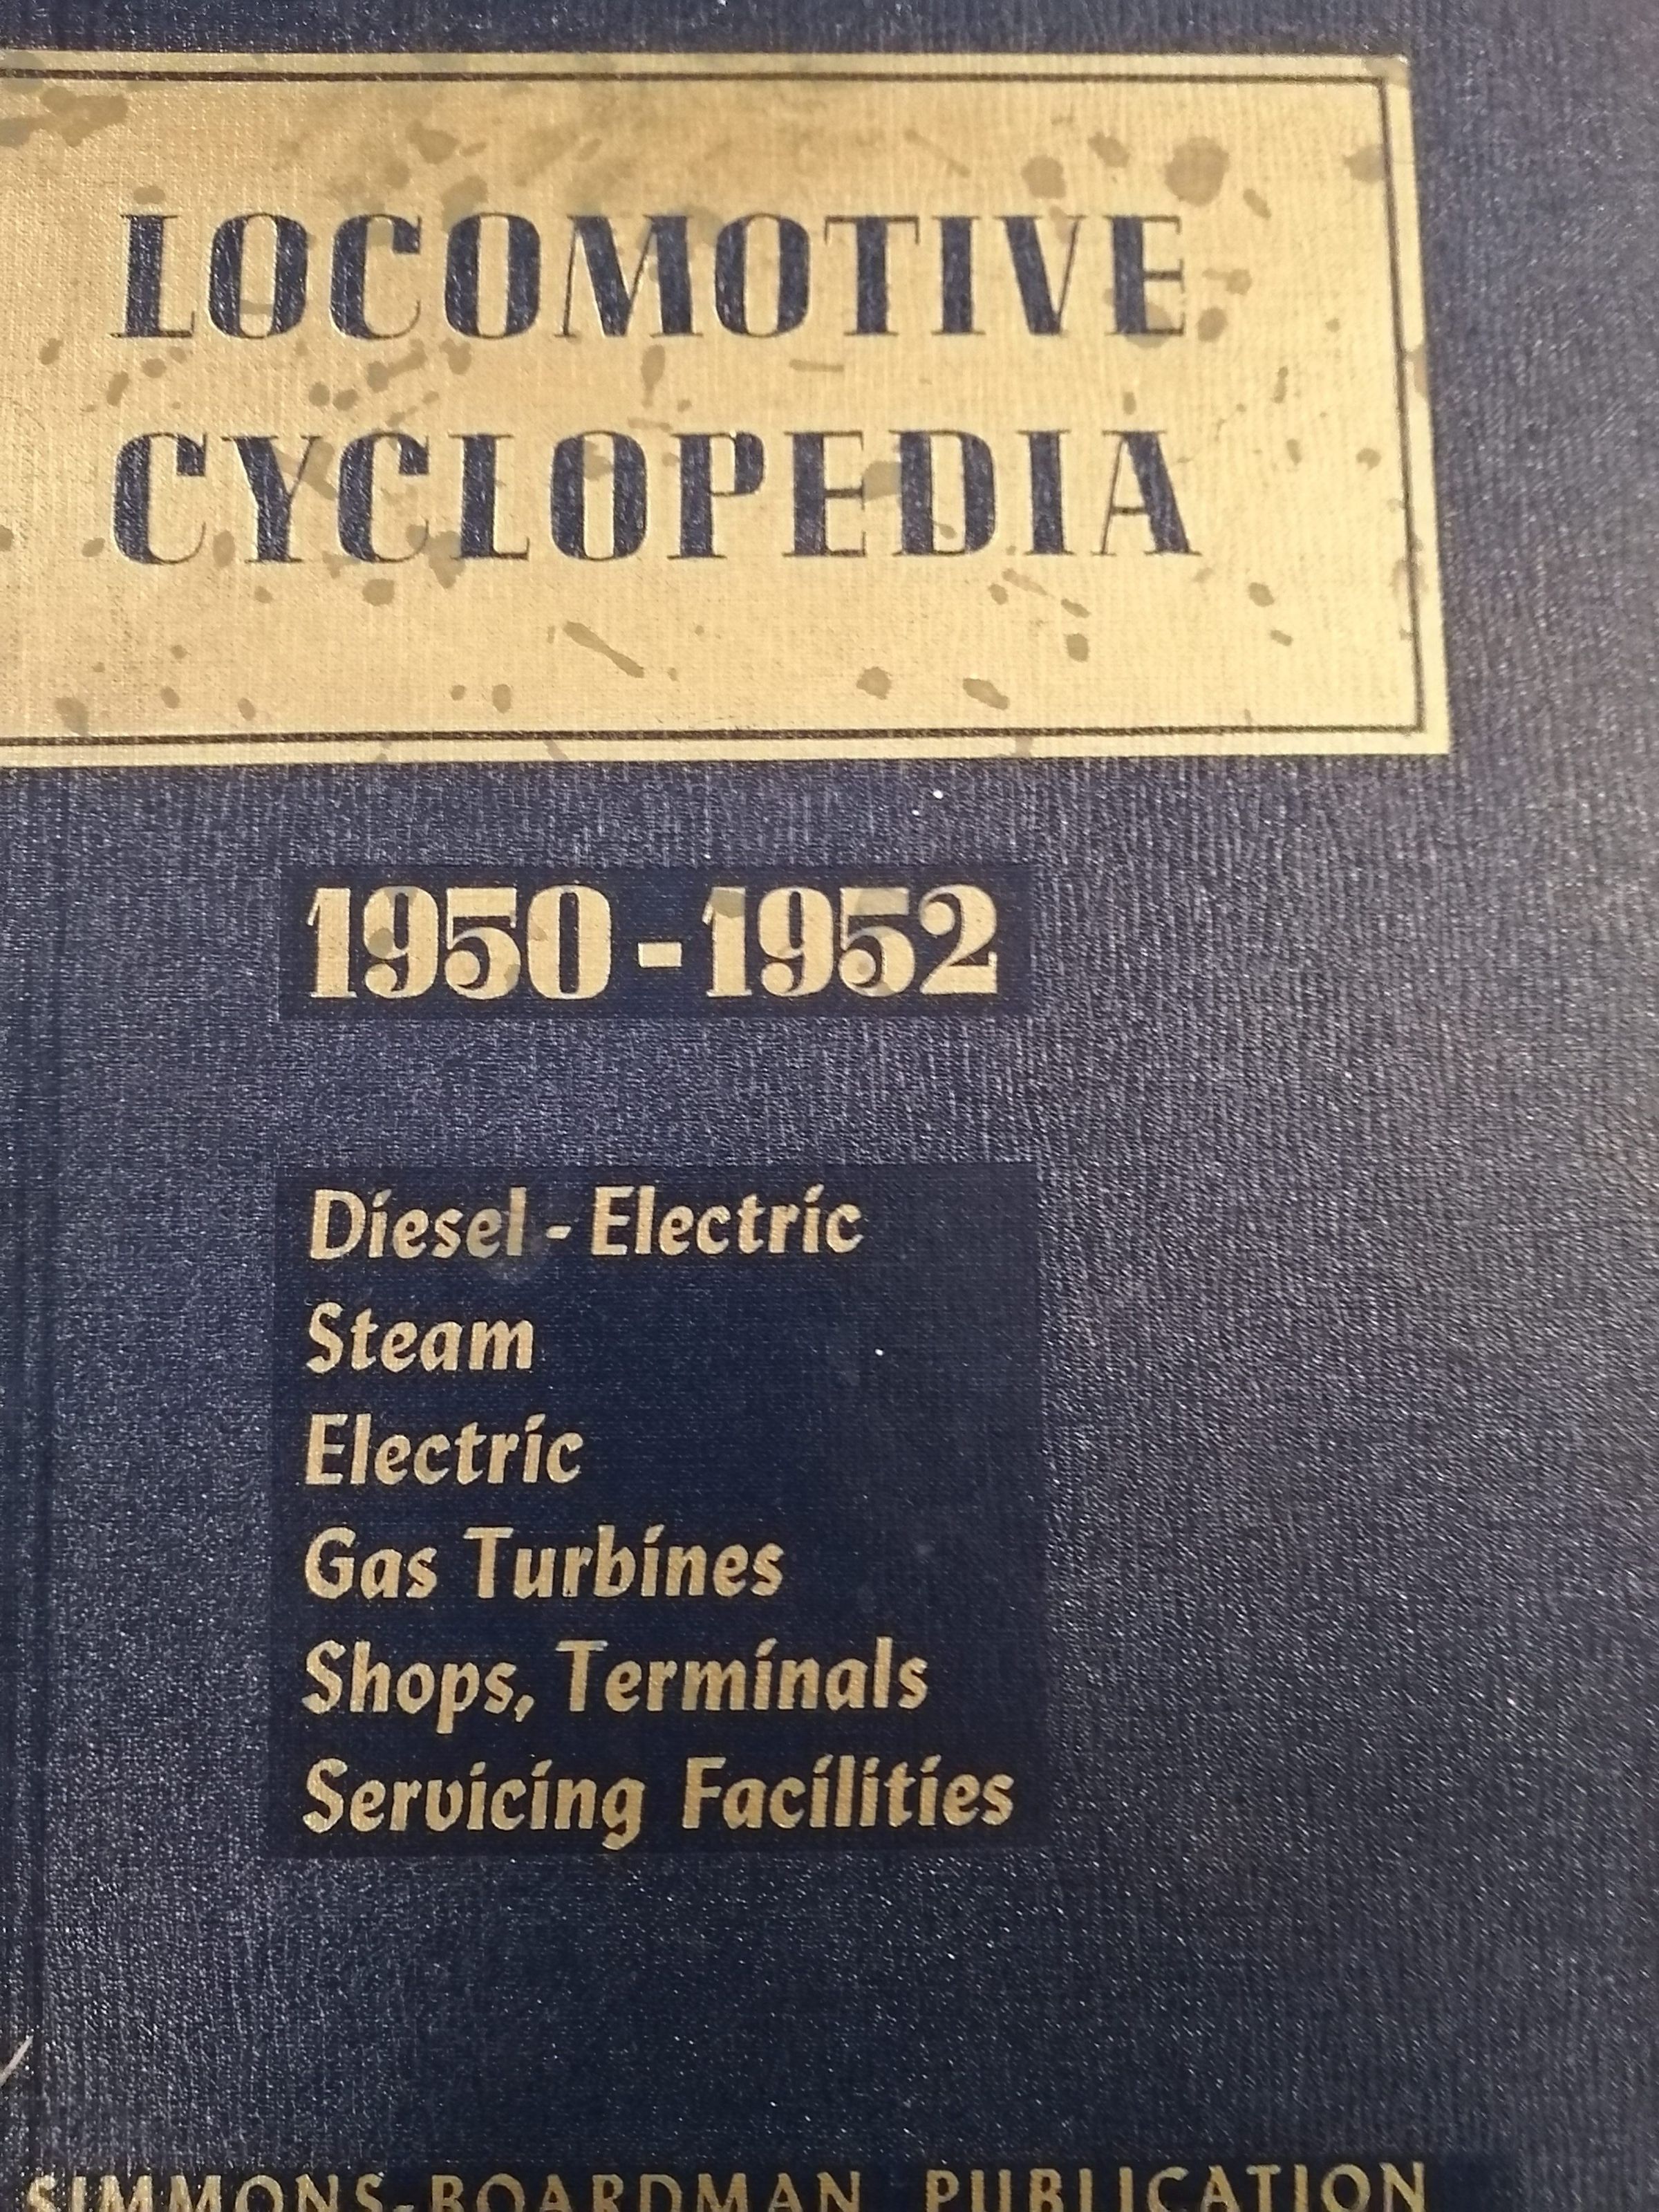 LOCOMOTIVE
CYCLOPEDIA
1950-1952
Diesel-Electric
Steam
Electric
Gas Turbines
Shops, Terminals
Servicing Facilities
SIMMONS-BOARDMAN PUBLICATION